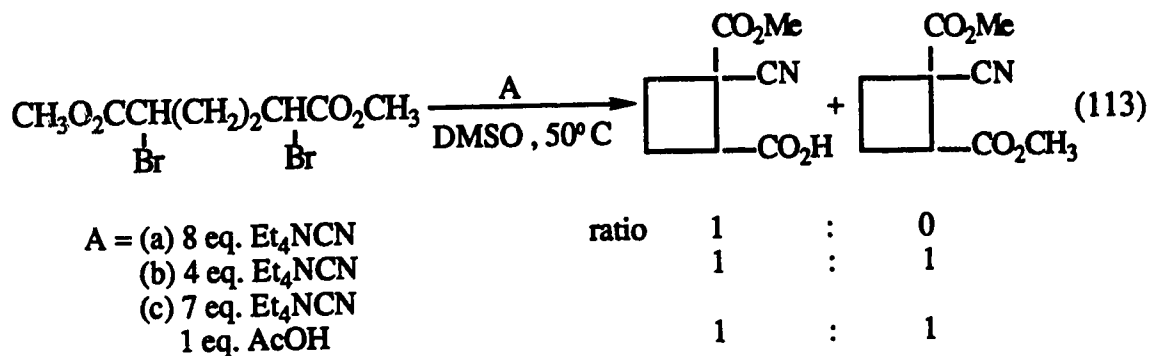 CO₂Me CO₂Me
A CN CN
CH₃O₂CCH(CH₂)₂CHCO₂CH₃ + (113)
Br Br DMSO , 50° C CO₂H CO₂CH₃
A = (a) 8 eq. Et₄NCN ratio 1 : 0
(b) 4 eq. Et₄NCN 1 : 1
(c) 7 eq. Et₄NCN
1 eq. AcOH 1 : 1